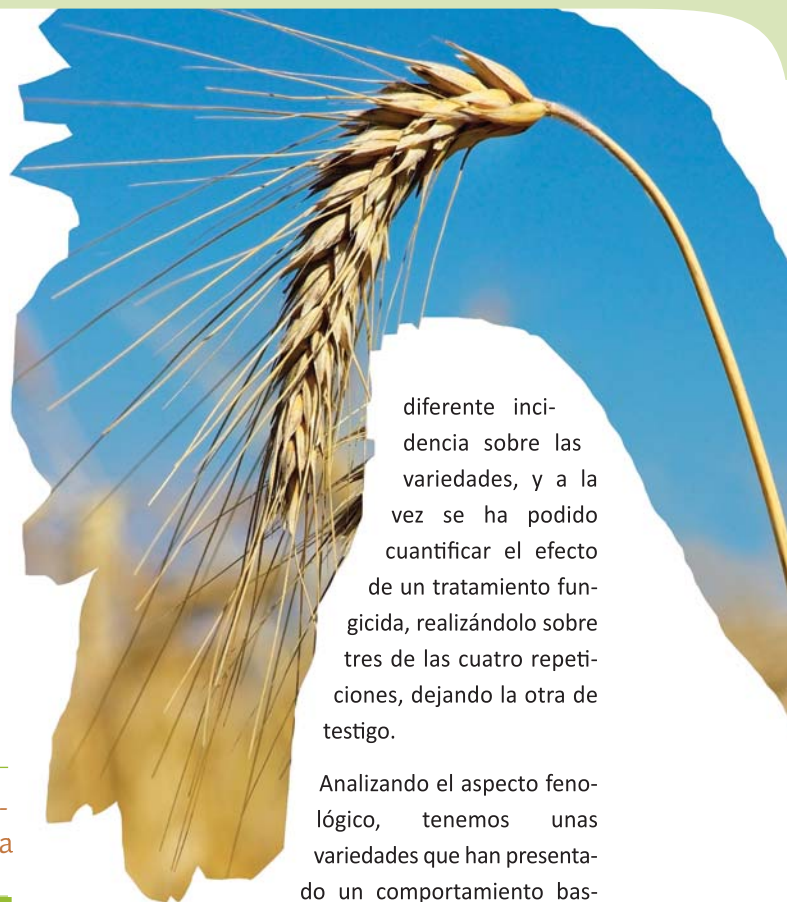 diferente inci-
dencia sobre las
variedades, y a la
vez se ha podido
cuantificar el efecto
de un tratamiento fun-
gicida, realizándolo sobre
tres de las cuatro repeti-
ciones, dejando la otra de
testigo.
Analizando el aspecto feno-
lógico, tenemos unas
variedades que han presenta-
do un comportamiento bas-
a